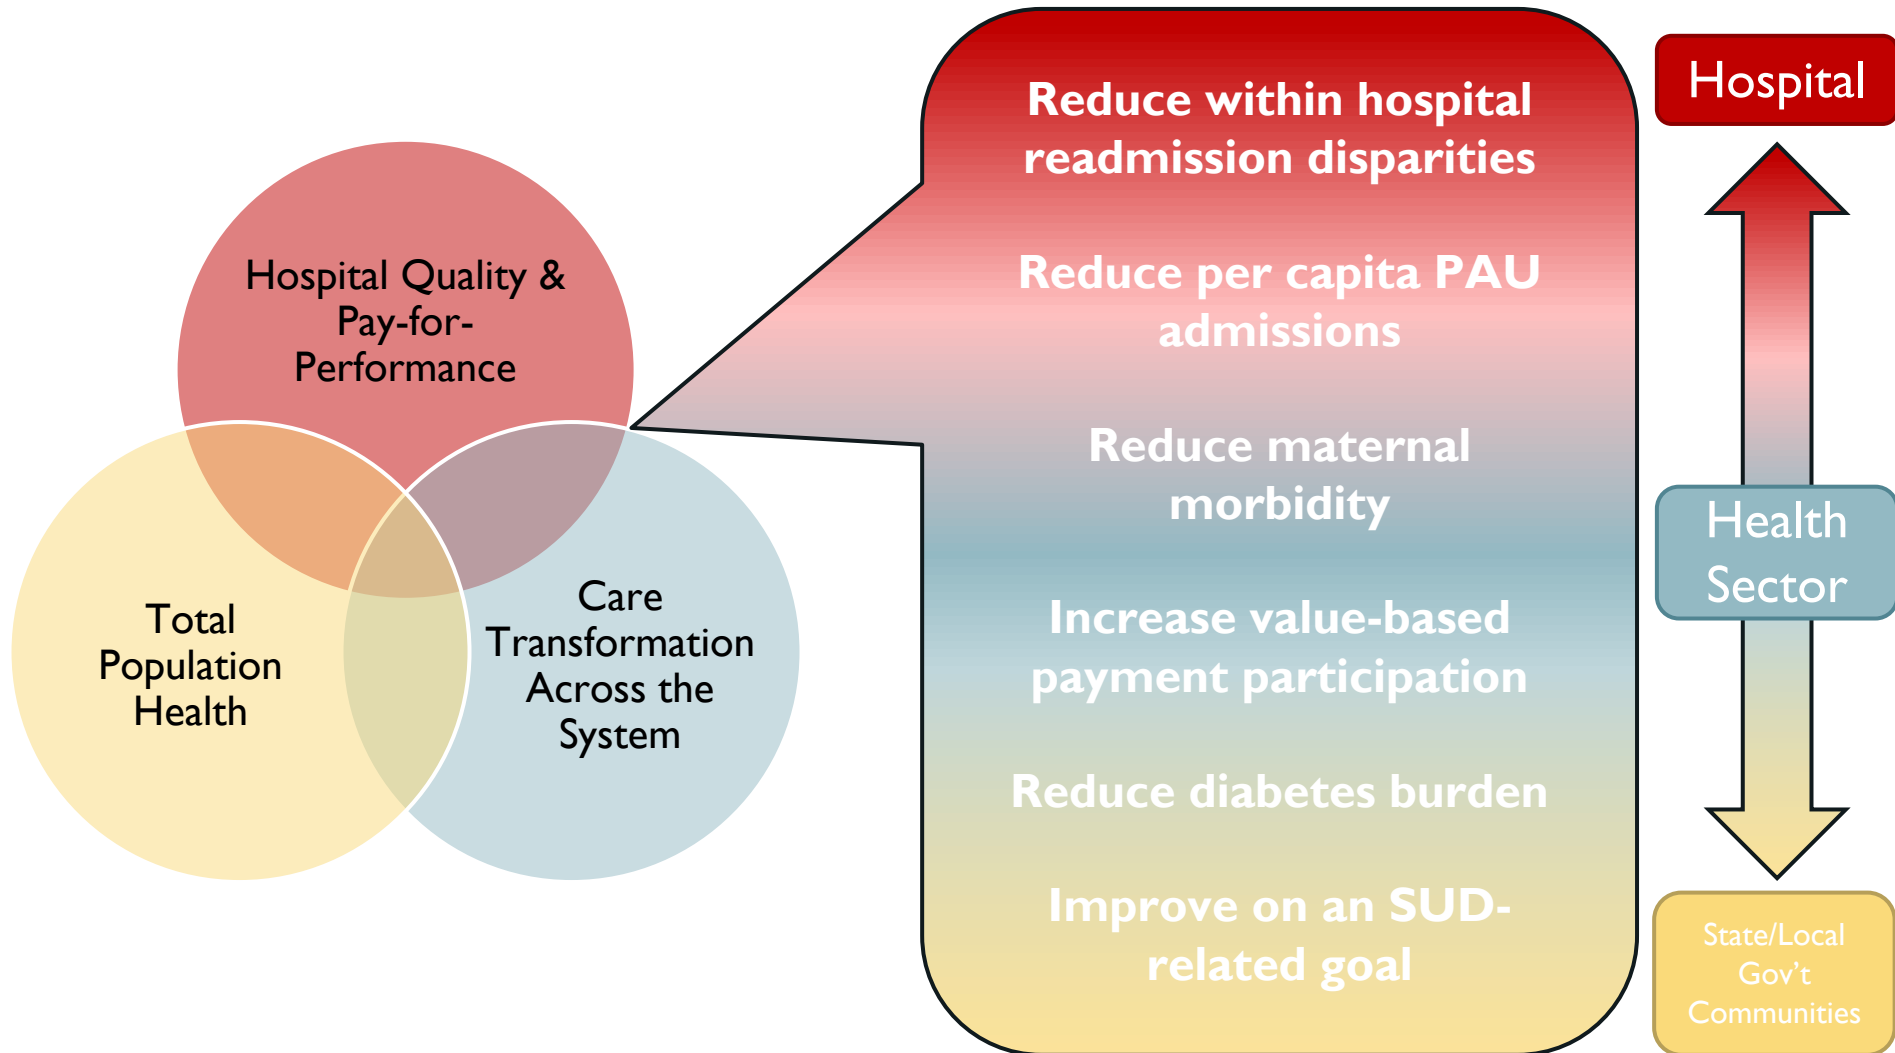 Hospital Quality &
Pay-for-
Performance
Total
Population
Health
Care
Transformation
Across the
System
Reduce within hospital
readmission disparities
Reduce per capita PAU
admissions
Reduce maternal
morbidity
Increase value-based
payment participation
Reduce diabetes burden
Improve on an SUD-
related goal
Hospital
Health
Sector
State/Local
Gov’t
Communities